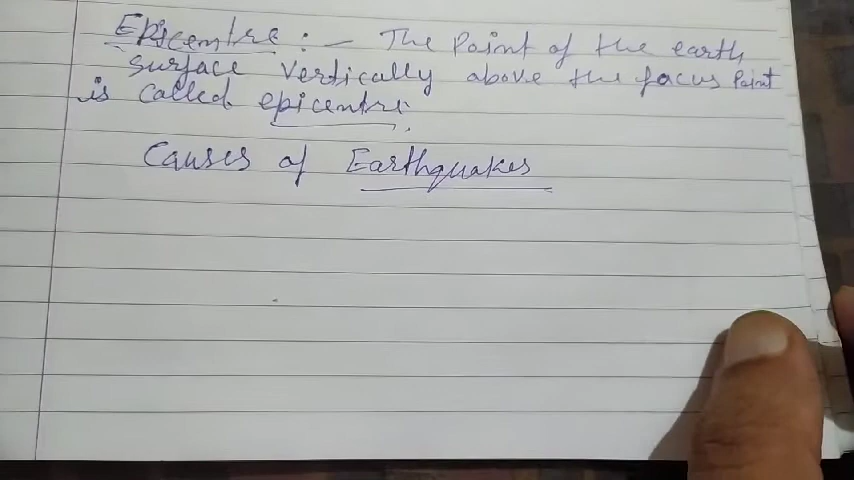 Epicentre :- The Point of the earth
surface vertically above the focus Point
is called epicentre.
Causes of Earthquakes